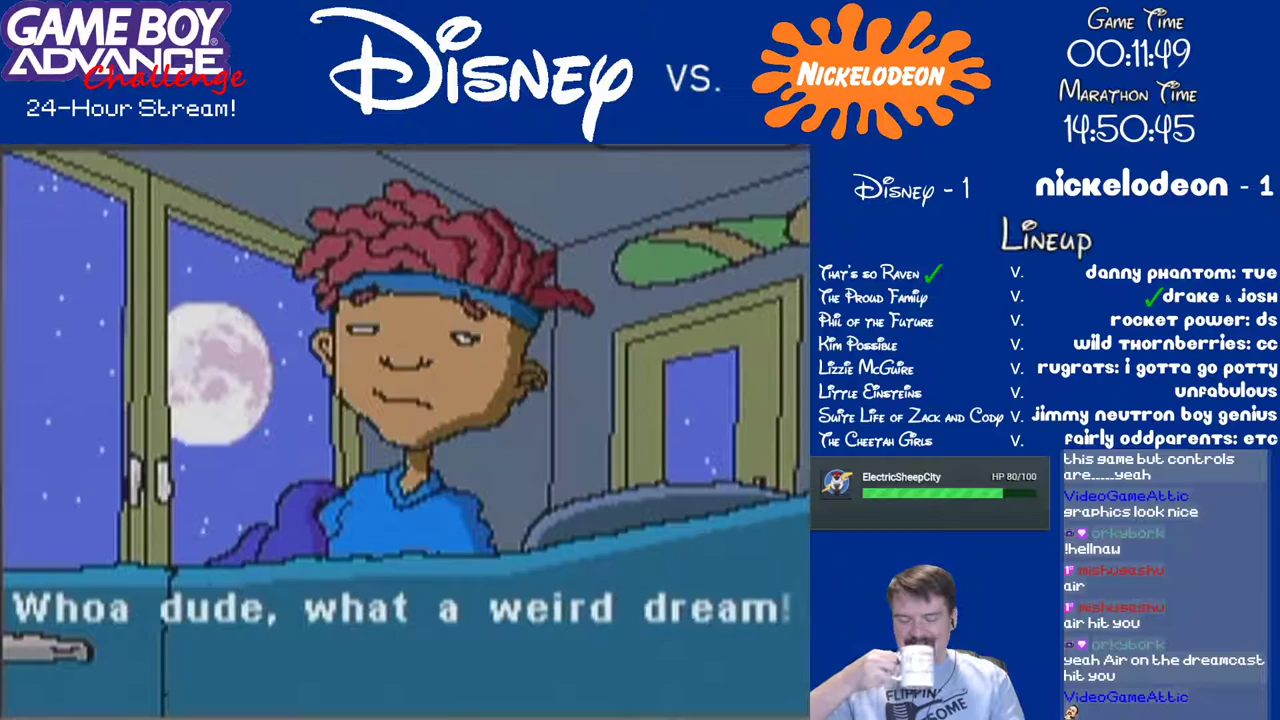 GAME BOY
ADVANCE
Challenge
24-Hour Stream!
Disney
VS.
NICKELODEON
Game Time
00:11:49
Marathon Time
14:50:45
Disney - 1
nickelodeon - 1
Lineup
That's so Raven ✓ V. danny phantom: tue
The Proud Family V. ✓drake & josh
Phil of the Future V. rocket power: ds
Kim Possible V. wild thornberries: cc
Lizzie McGuire V. rugrats: i gotta go potty
Little Einsteins V. unfabulous
Suite Life of Zack and Cody V. jimmy neutron boy genius
The Cheetah Girls V. fairly oddparents: etc
this game but controls
are.....yeah
VideoGameAttic
graphics look nice
orkybork
!hellnaw
mishugashu
air
mishugashu
air hit you
orkybork
yeah Air on the dreamcast
hit you
VideoGameAttic
ElectricSheepCity HP 80/100
Whoa dude, what a weird dream!
FLIPPIN'